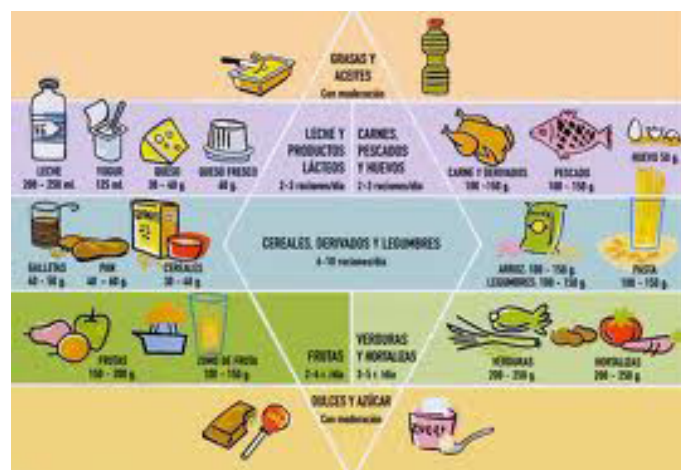 GRASAS Y
ACEITES
Con moderación
LECHE
200 - 250 ml.
YOGUR
125 ml.
QUESO
30 - 60 g
QUESO FRESCO
60 g.
LECHE Y
PRODUCTOS
LÁCTEOS
2-3 raciones/día
CARNES,
PESCADOS
Y HUEVOS
2-3 raciones/día
CARNE Y DERIVADOS
100 -150 g.
PESCADO
100 - 150 g.
HUEVO 50 g.
GALLETAS
40 - 50 g.
PAN
40 - 60 g.
CEREALES
30 - 40 g.
CEREALES, DERIVADOS Y LEGUMBRES
6-10 raciones/día
ARROZ. 100 - 150 g.
LEGUMBRES. 100 - 150 g.
PASTA
100 - 150 g.
FRUTAS
150 - 200 g.
ZUMO DE FRUTA
100 - 150 g.
FRUTAS
2-4 r. /día
VERDURAS
Y HORTALIZAS
3-5 r. /día
VERDURAS
200 - 250 g.
HORTALIZAS
200 - 250 g.
DULCES Y AZÚCAR
Con moderación